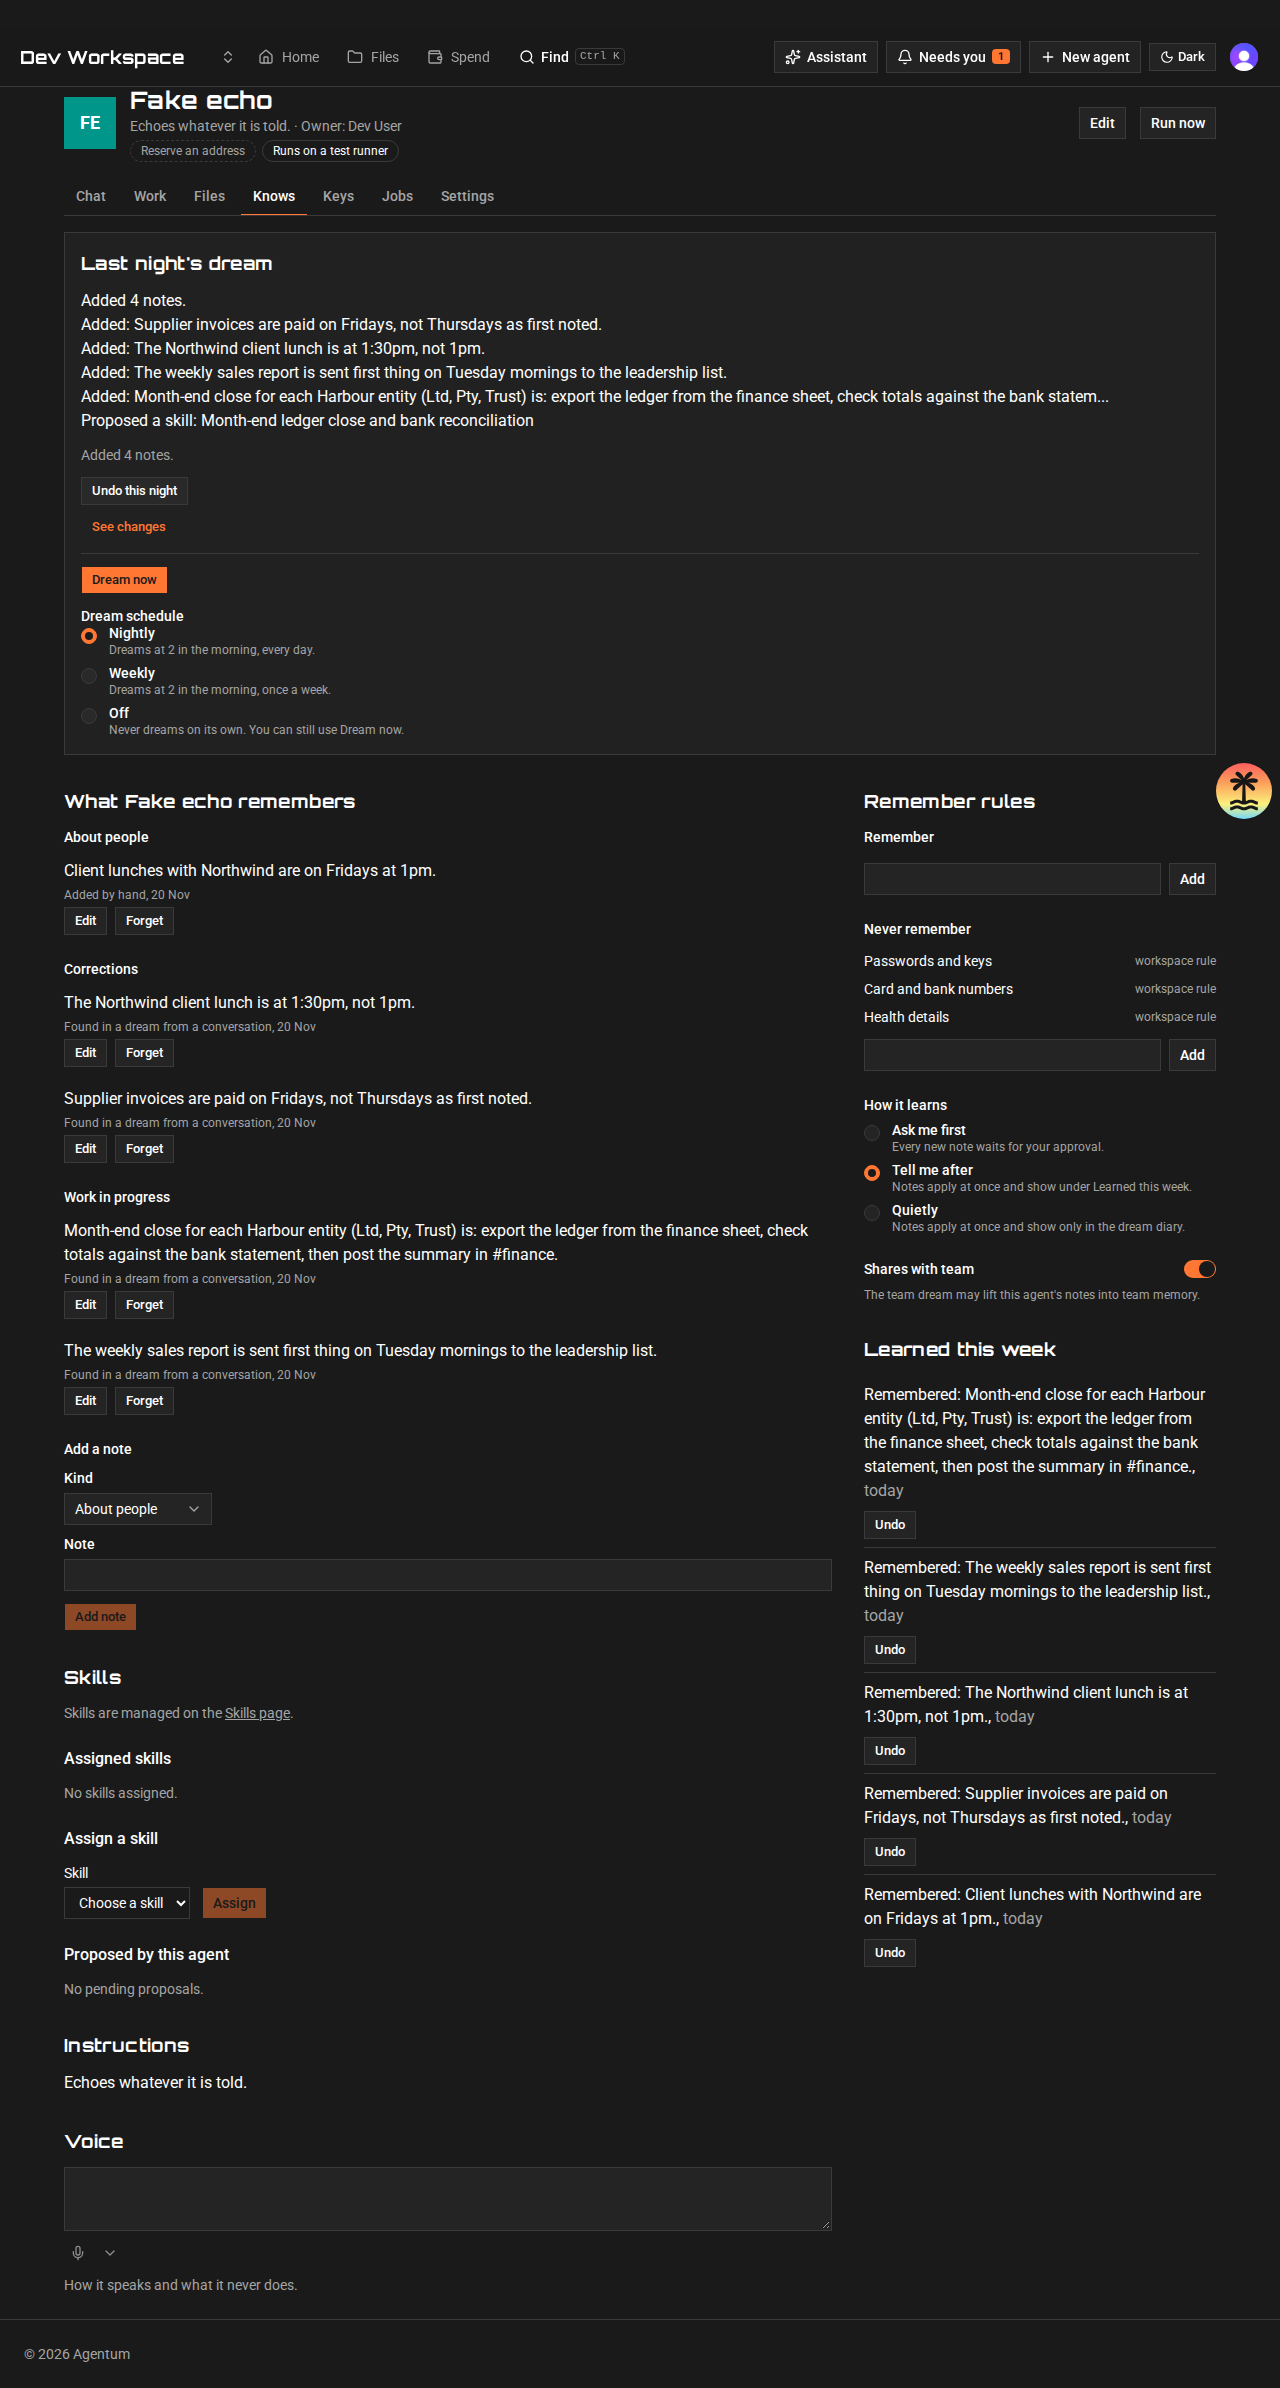 Dev Workspace
Home
Files
Spend
Find Ctrl K
Assistant
Needs you 1
New agent
Dark
FE
Fake echo
Echoes whatever it is told. · Owner: Dev User
Reserve an address
Runs on a test runner
Edit
Run now
Chat
Work
Files
Knows
Keys
Jobs
Settings
Last night's dream
Added 4 notes.
Added: Supplier invoices are paid on Fridays, not Thursdays as first noted.
Added: The Northwind client lunch is at 1:30pm, not 1pm.
Added: The weekly sales report is sent first thing on Tuesday mornings to the leadership list.
Added: Month-end close for each Harbour entity (Ltd, Pty, Trust) is: export the ledger from the finance sheet, check totals against the bank statem...
Proposed a skill: Month-end ledger close and bank reconciliation
Added 4 notes.
Undo this night
See changes
Dream now
Dream schedule
Nightly
Dreams at 2 in the morning, every day.
Weekly
Dreams at 2 in the morning, once a week.
Off
Never dreams on its own. You can still use Dream now.
What Fake echo remembers
About people
Client lunches with Northwind are on Fridays at 1pm.
Added by hand, 20 Nov
Edit
Forget
Corrections
The Northwind client lunch is at 1:30pm, not 1pm.
Found in a dream from a conversation, 20 Nov
Edit
Forget
Supplier invoices are paid on Fridays, not Thursdays as first noted.
Found in a dream from a conversation, 20 Nov
Edit
Forget
Work in progress
Month-end close for each Harbour entity (Ltd, Pty, Trust) is: export the ledger from the finance sheet, check
totals against the bank statement, then post the summary in #finance.
Found in a dream from a conversation, 20 Nov
Edit
Forget
The weekly sales report is sent first thing on Tuesday mornings to the leadership list.
Found in a dream from a conversation, 20 Nov
Edit
Forget
Add a note
Kind
About people
Note
Add note
Skills
Skills are managed on the Skills page.
Assigned skills
No skills assigned.
Assign a skill
Skill
Choose a skill
Assign
Proposed by this agent
No pending proposals.
Instructions
Echoes whatever it is told.
Voice
How it speaks and what it never does.
Remember rules
Remember
Add
Never remember
Passwords and keys workspace rule
Card and bank numbers workspace rule
Health details workspace rule
Add
How it learns
Ask me first
Every new note waits for your approval.
Tell me after
Notes apply at once and show under Learned this week.
Quietly
Notes apply at once and show only in the dream diary.
Shares with team
The team dream may lift this agent's notes into team memory.
Learned this week
Remembered: Month-end close for each Harbour
entity (Ltd, Pty, Trust) is: export the ledger from
the finance sheet, check totals against the bank
statement, then post the summary in #finance.,
today
Undo
Remembered: The weekly sales report is sent first
thing on Tuesday mornings to the leadership list.,
today
Undo
Remembered: The Northwind client lunch is at
1:30pm, not 1pm., today
Undo
Remembered: Supplier invoices are paid on
Fridays, not Thursdays as first noted., today
Undo
Remembered: Client lunches with Northwind are
on Fridays at 1pm., today
Undo
© 2026 Agentum